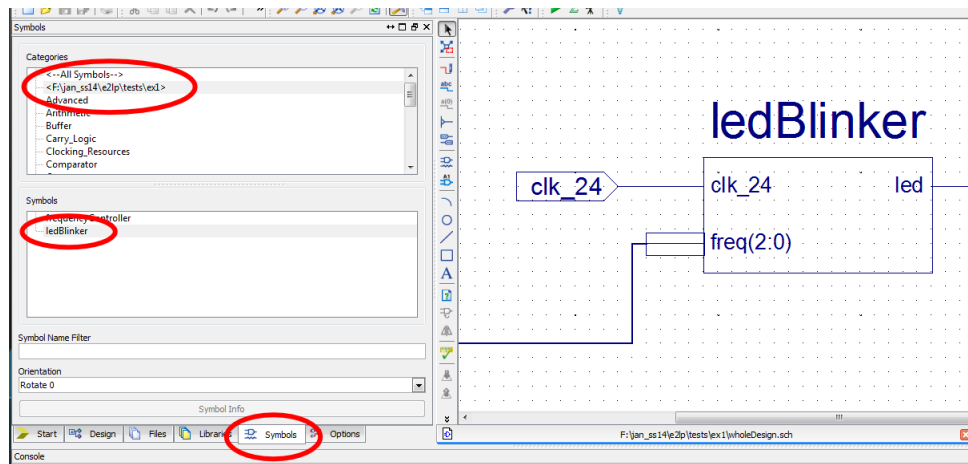 Symbols
Categories
<--All Symbols-->
<F:\jan_ss14\e2lp\tests\ex1>
Advanced
Arithmetic
Buffer
Carry_Logic
Clocking_Resources
Comparator
Symbols
frequencyController
ledBlinker
Symbol Name Filter
Orientation
Rotate 0
Symbol Info
Start
Design
Files
Libraries
Symbols
Options
Console
abc
A1
A
ledBlinker
clk_24
clk_24
led
freq(2:0)
F:\jan_ss14\e2lp\tests\ex1\wholeDesign.sch